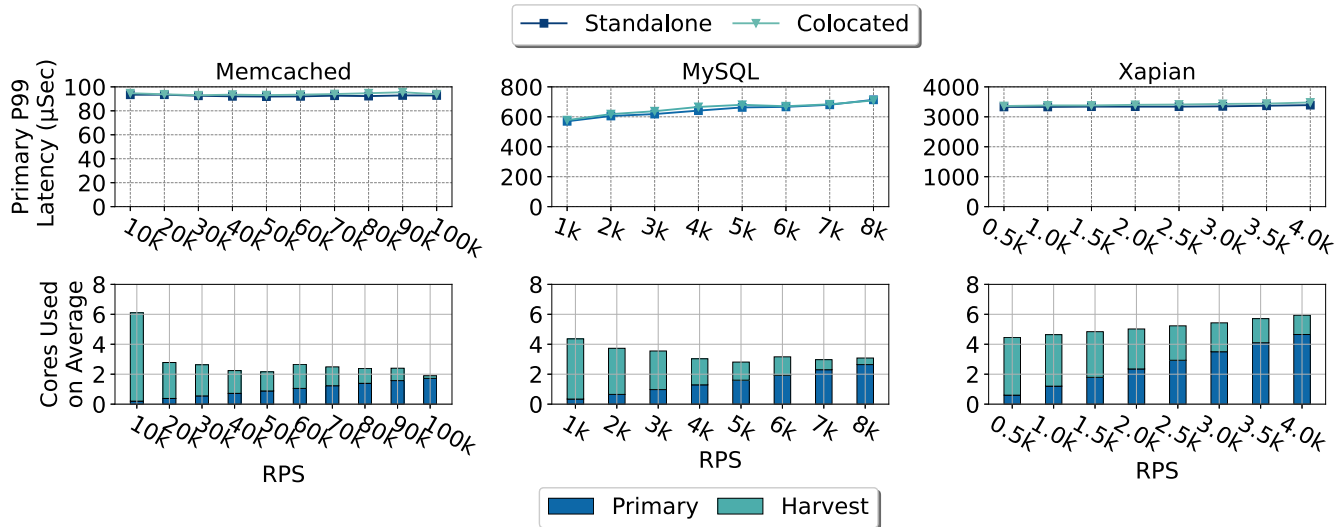 Standalone Colocated
Memcached MySQL Xapian
Primary P99
Latency (μSec)
100 80 60 40 20 0
800 600 400 200 0
4000 3000 2000 1000 0
10k 20k 30k 40k 50k 60k 70k 80k 90k 100k
1k 2k 3k 4k 5k 6k 7k 8k
0.5k 1.0k 1.5k 2.0k 2.5k 3.0k 3.5k 4.0k
Cores Used
on Average
8 6 4 2 0
8 6 4 2 0
8 6 4 2 0
10k 20k 30k 40k 50k 60k 70k 80k 90k 100k
1k 2k 3k 4k 5k 6k 7k 8k
0.5k 1.0k 1.5k 2.0k 2.5k 3.0k 3.5k 4.0k
RPS RPS RPS
Primary Harvest